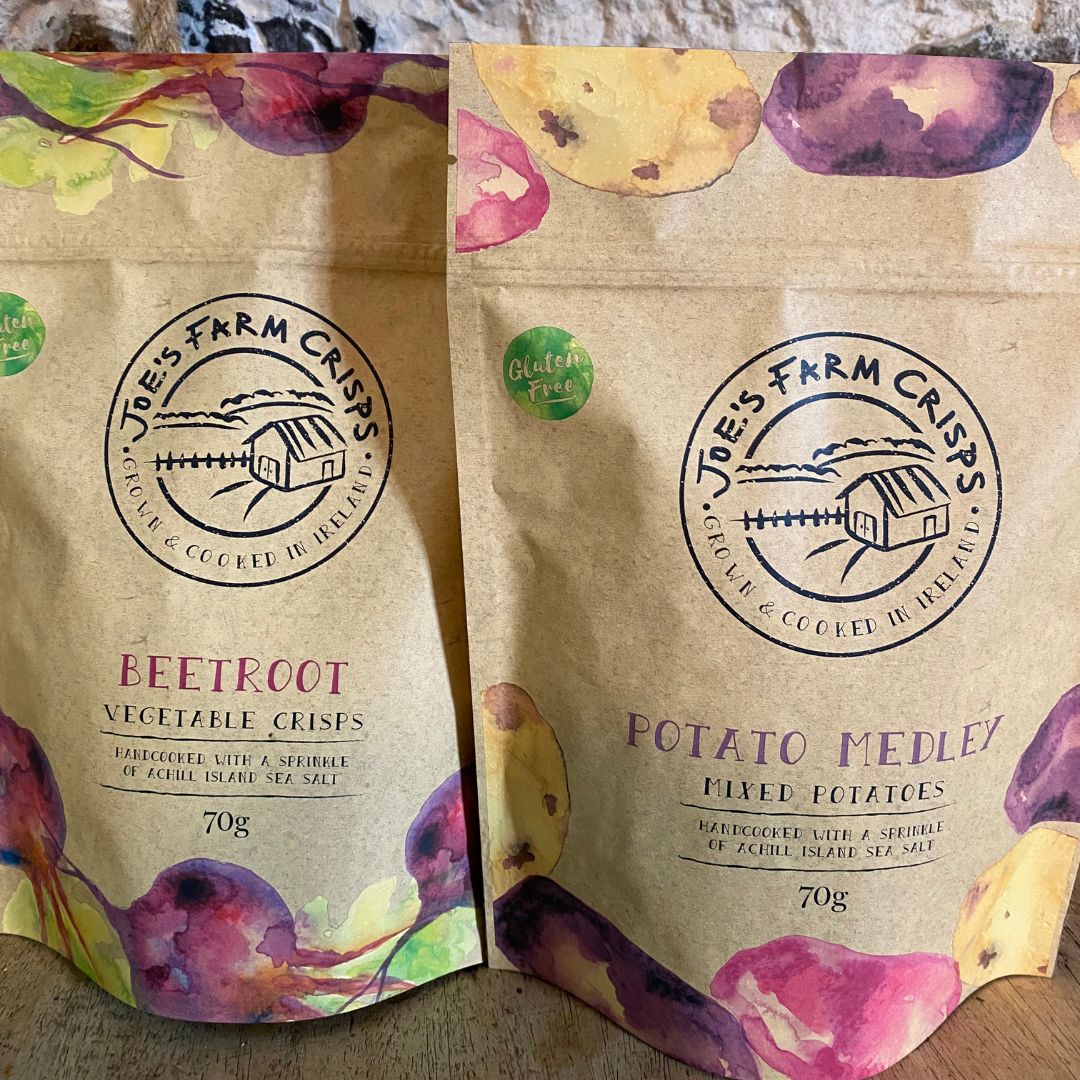 JOE'S FARM CRISPS
GROWN & COOKED IN IRELAND
Free
BEETROOT
VEGETABLE CRISPS
HANDCOOKED WITH A SPRINKLE
OF ACHILL ISLAND SEA SALT
70g
JOE'S FARM CRISPS
GROWN & COOKED IN IRELAND
Gluten
Free
POTATO MEDLEY
MIXED POTATOES
HANDCOOKED WITH A SPRINKLE
OF ACHILL ISLAND SEA SALT
70g